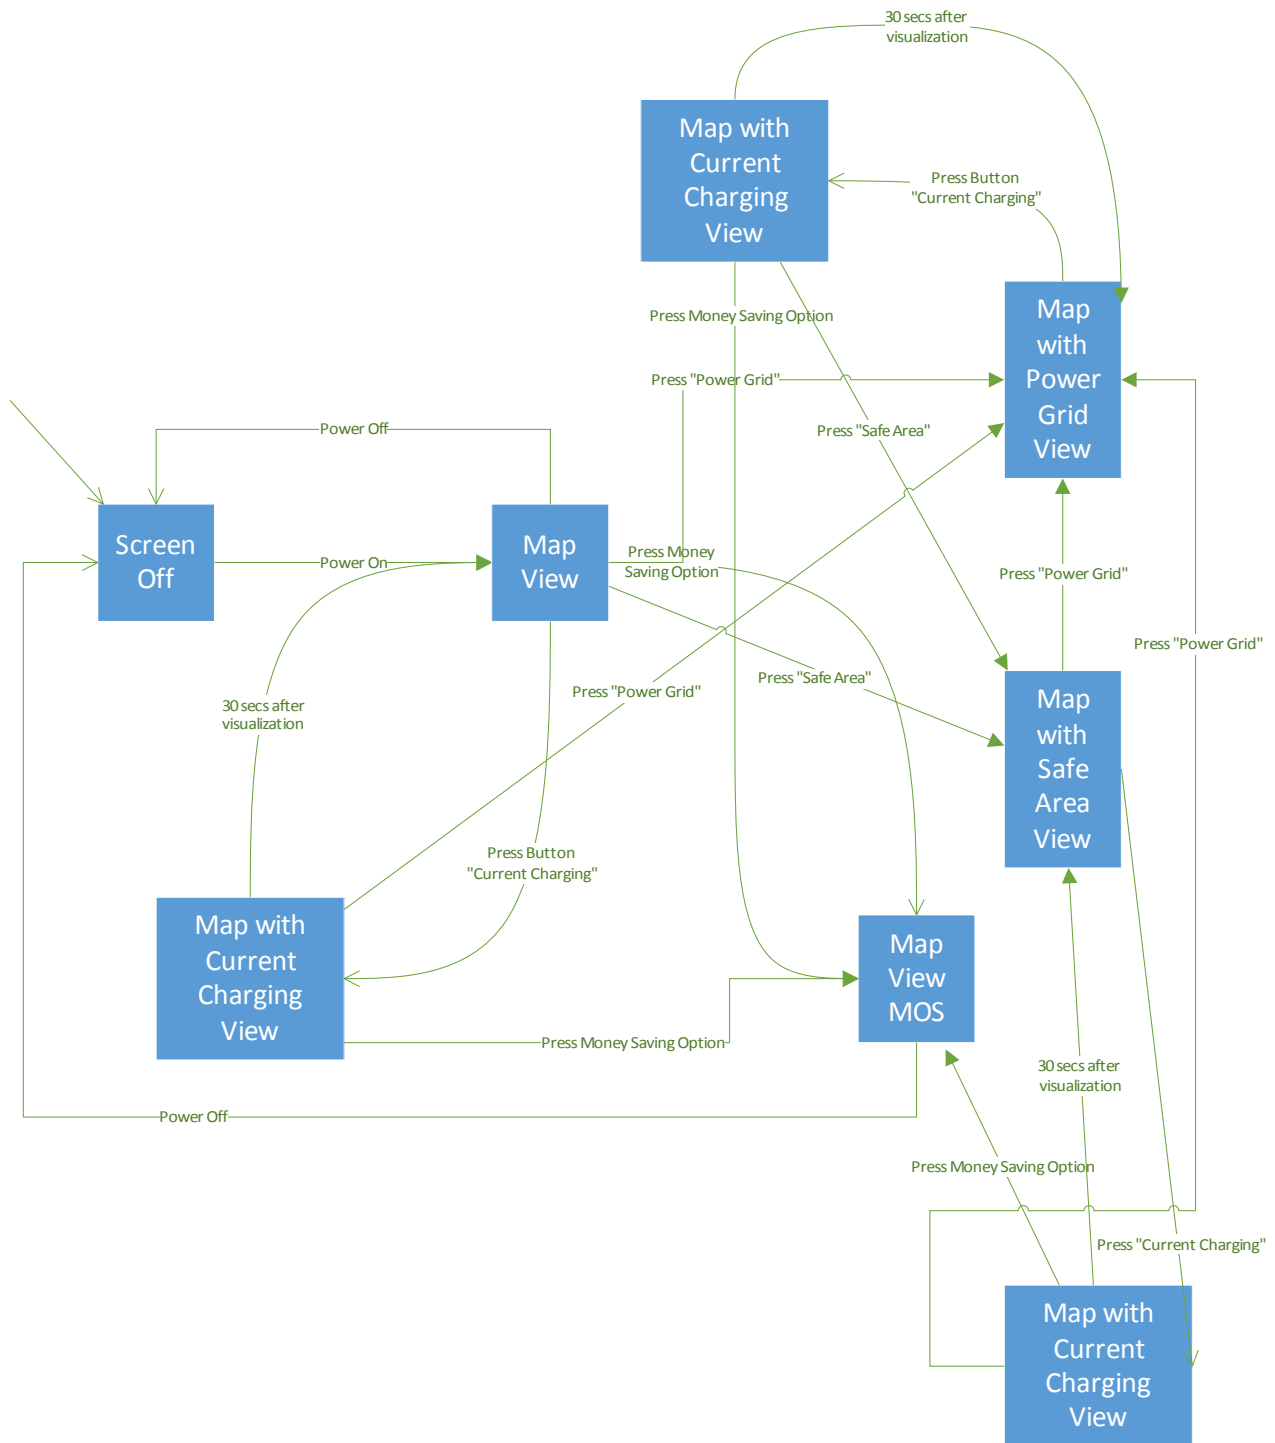 30 secs after
visualization
Map with
Current
Charging
View
Press Button
"Current Charging"
Map
with
Power
Grid
View
Press Money Saving Option
Press "Power Grid"
Press "Safe Area"
Power Off
Screen
Off
Power On
Map
View
Press Money
Saving Option
Press "Power Grid"
Press "Power Grid"
Press "Safe Area"
Press "Power Grid"
Map
with
Safe
Area
View
30 secs after
visualization
Press Button
"Current Charging"
Map with
Current
Charging
View
Map
View
MOS
Press Money Saving Option
30 secs after
visualization
Power Off
Press Money Saving Option
Press "Current Charging"
Map with
Current
Charging
View